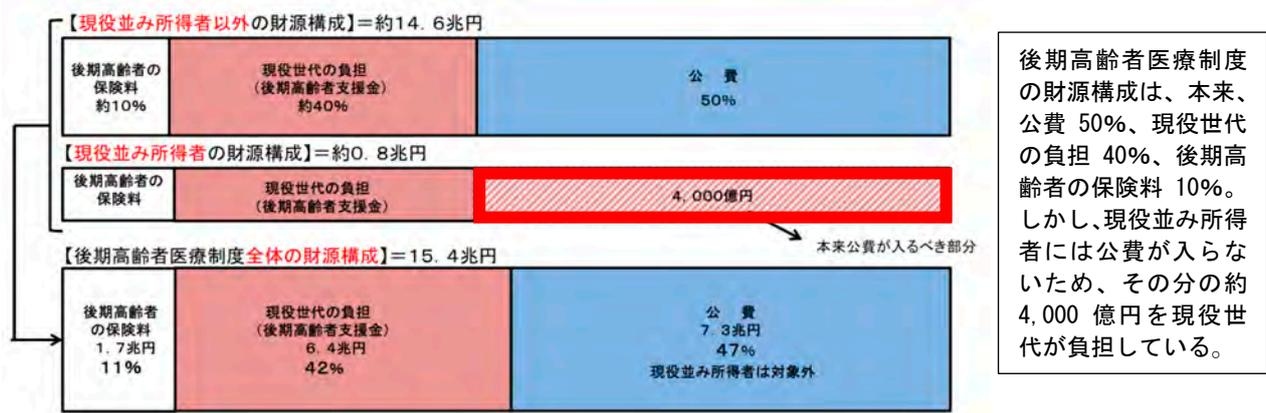 【現役並み所得者以外の財源構成】＝約14．6兆円
後期高齢者の
保険料
約10%
現役世代の負担
(後期高齢者支援金)
約40%
公　費
50%
【現役並み所得者の財源構成】＝約0．8兆円
後期高齢者の
保険料
現役世代の負担
(後期高齢者支援金)
4，000億円
本来公費が入るべき部分
【後期高齢者医療制度全体の財源構成】＝15．4兆円
後期高齢者
の保険料
1．7兆円
11%
現役世代の負担
(後期高齢者支援金)
6．4兆円
42%
公　費
7．3兆円
47%
現役並み所得者は対象外
後期高齢者医療制度
の財源構成は、本来、
公費 50%、現役世代
の負担 40%、後期高
齢者の保険料 10%。
しかし、現役並み所得
者には公費が入らな
いため、その分の約
4,000 億円を現役世
代が負担している。